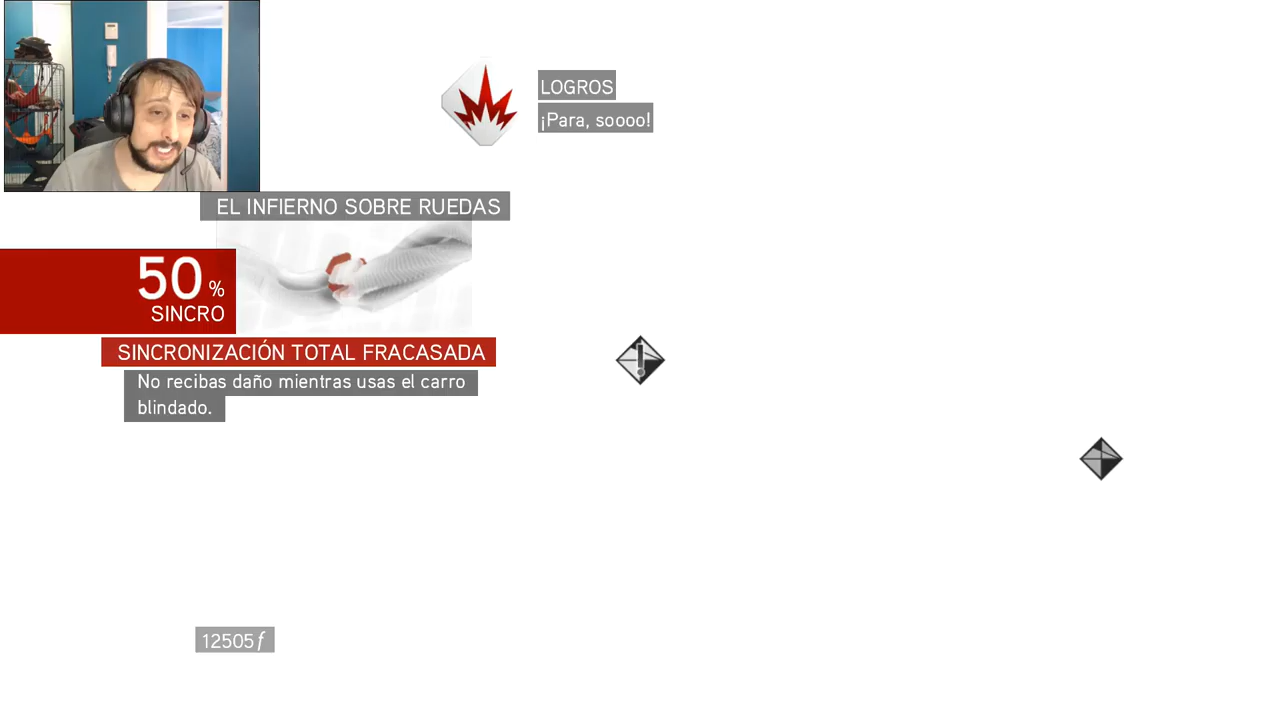 LOGROS
¡Para, soooo!
EL INFIERNO SOBRE RUEDAS
50 %
SINCRO
SINCRONIZACIÓN TOTAL FRACASADA
No recibas daño mientras usas el carro
blindado.
12505ƒ